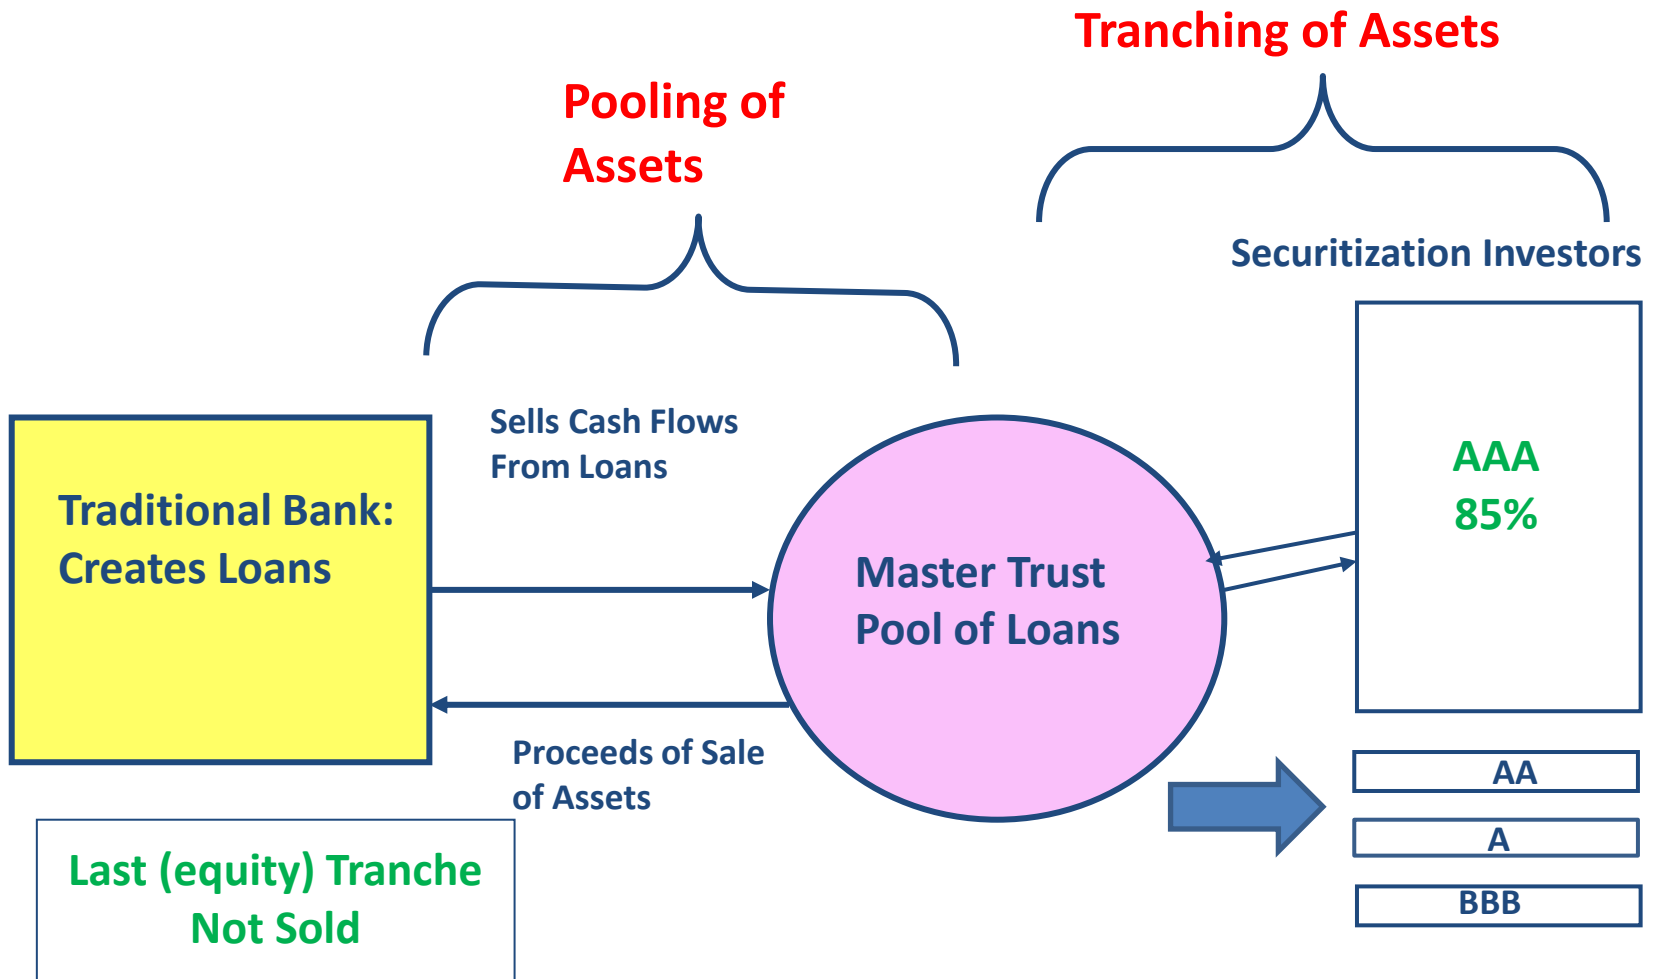 Tranching of Assets
Pooling of
Assets
Securitization Investors
Sells Cash Flows
From Loans
Traditional Bank:
Creates Loans
Master Trust
Pool of Loans
AAA
85%
Proceeds of Sale
of Assets
AA
A
BBB
Last (equity) Tranche
Not Sold